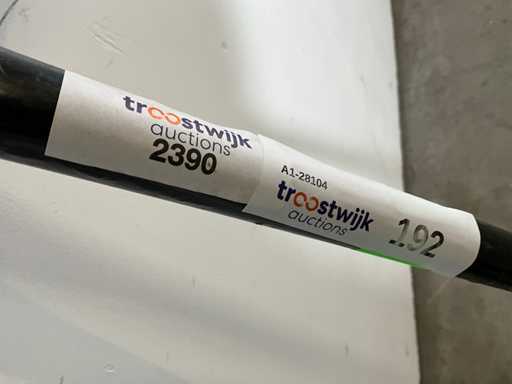 troostwijk
auctions
2390
A1-28104
troostwijk
auctions
192